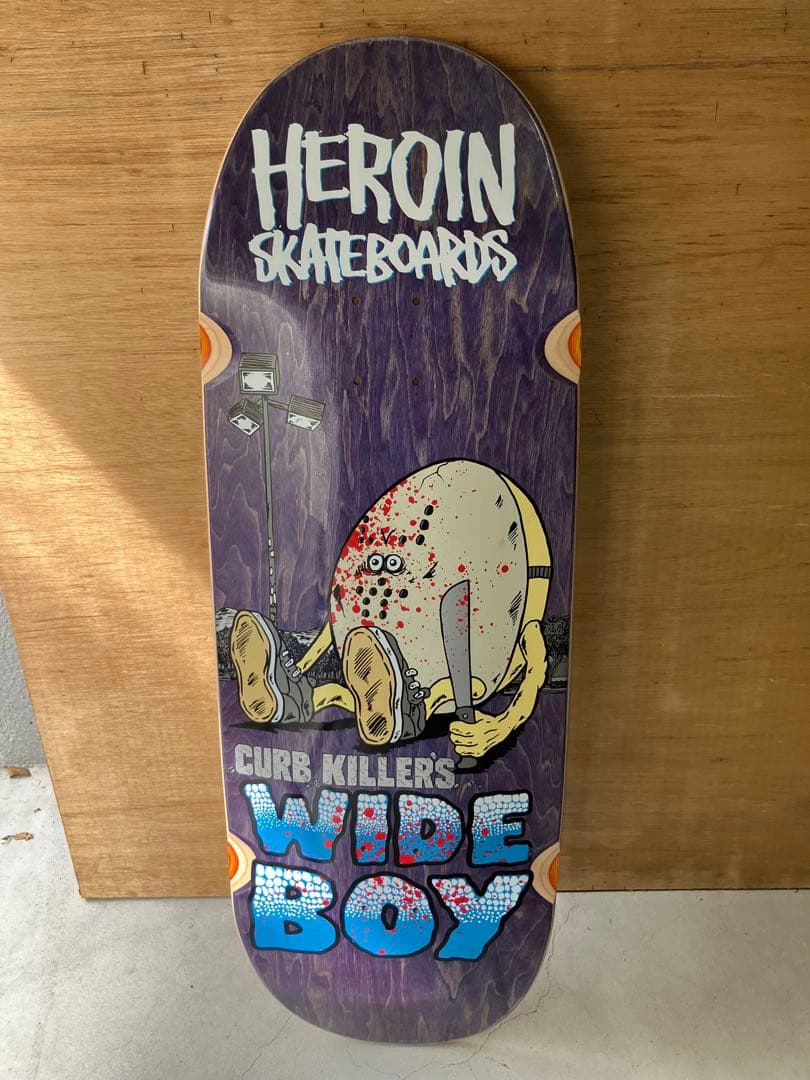 HEROIN
SKATEBOARDS
CURB KILLER'S
WIDE
BOY